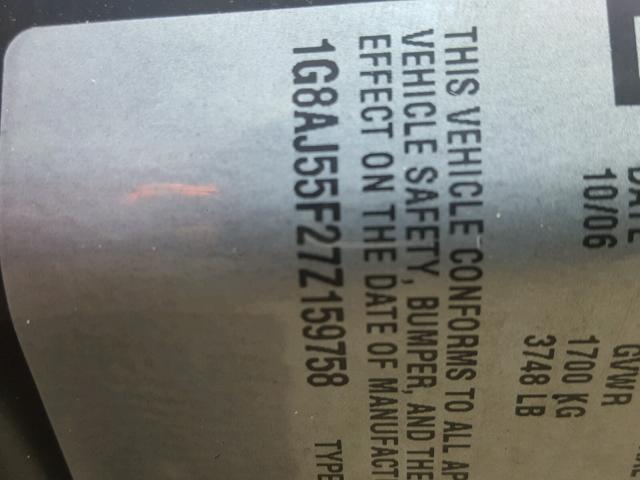 DATE GVWR
10/06 1700 KG
3748 LB
THIS VEHICLE CONFORMS TO ALL AP
VEHICLE SAFETY, BUMPER, AND THE
EFFECT ON THE DATE OF MANUFACT
1G8AJ55F27Z159758 TYPE